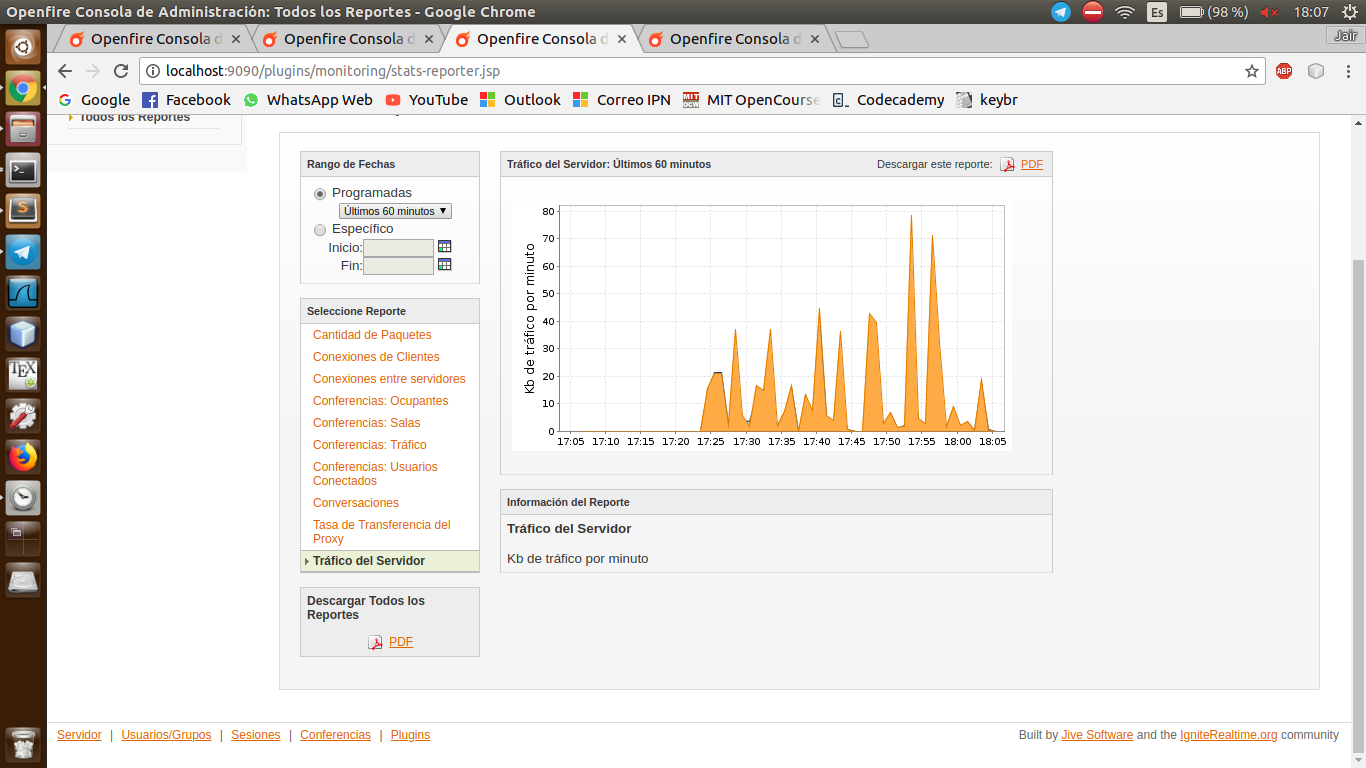 Openfire Consola de Administración: Todos los Reportes - Google Chrome
Es (98 %) 18:07
Openfire Consola d × Openfire Consola d × Openfire Consola d × Openfire Consola d × Jaír
localhost:9090/plugins/monitoring/stats-reporter.jsp ABP
Google Facebook WhatsApp Web YouTube Outlook Correo IPN MIT OpenCourse Codecademy keybr
Todos los Reportes
Rango de Fechas
Programadas
Últimos 60 minutos
Específico
Inicio:
Fin:
Seleccione Reporte
Cantidad de Paquetes
Conexiones de Clientes
Conexiones entre servidores
Conferencias: Ocupantes
Conferencias: Salas
Conferencias: Tráfico
Conferencias: Usuarios
Conectados
Conversaciones
Tasa de Transferencia del
Proxy
Tráfico del Servidor
Descargar Todos los
Reportes
PDF
Tráfico del Servidor: Últimos 60 minutos
Descargar este reporte: PDF
Kb de tráfico por minuto
80
70
60
50
40
30
20
10
0
17:05 17:10 17:15 17:20 17:25 17:30 17:35 17:40 17:45 17:50 17:55 18:00 18:05
Información del Reporte
Tráfico del Servidor
Kb de tráfico por minuto
Servidor | Usuarios/Grupos | Sesiones | Conferencias | Plugins
Built by Jive Software and the IgniteRealtime.org community